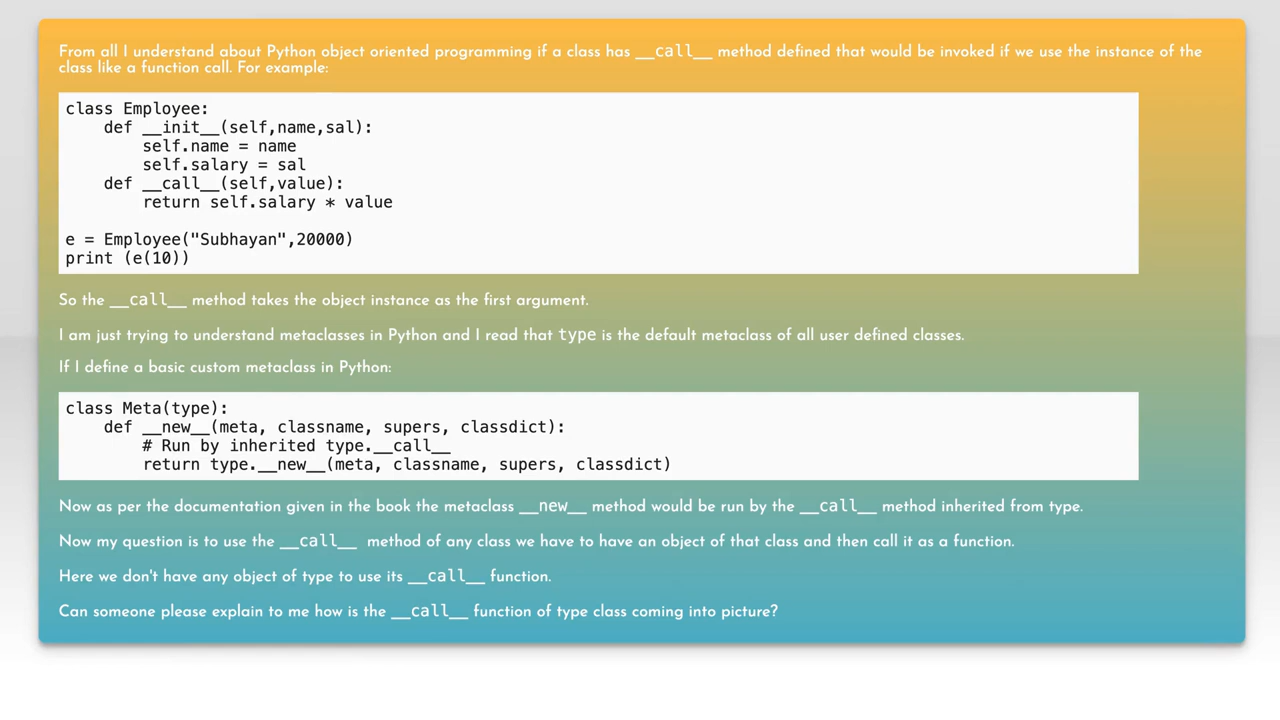 From all I understand about Python object oriented programming if a class has __call__ method defined that would be invoked if we use the instance of the
class like a function call. For example:
class Employee:
    def __init__(self,name,sal):
        self.name = name
        self.salary = sal
    def __call__(self,value):
        return self.salary * value
e = Employee("Subhayan",20000)
print (e(10))
So the __call__ method takes the object instance as the first argument.
I am just trying to understand metaclasses in Python and I read that type is the default metaclass of all user defined classes.
If I define a basic custom metaclass in Python:
class Meta(type):
    def __new__(meta, classname, supers, classdict):
        # Run by inherited type.__call__
        return type.__new__(meta, classname, supers, classdict)
Now as per the documentation given in the book the metaclass __new__ method would be run by the __call__ method inherited from type.
Now my question is to use the __call__ method of any class we have to have an object of that class and then call it as a function.
Here we don't have any object of type to use its __call__ function.
Can someone please explain to me how is the __call__ function of type class coming into picture?